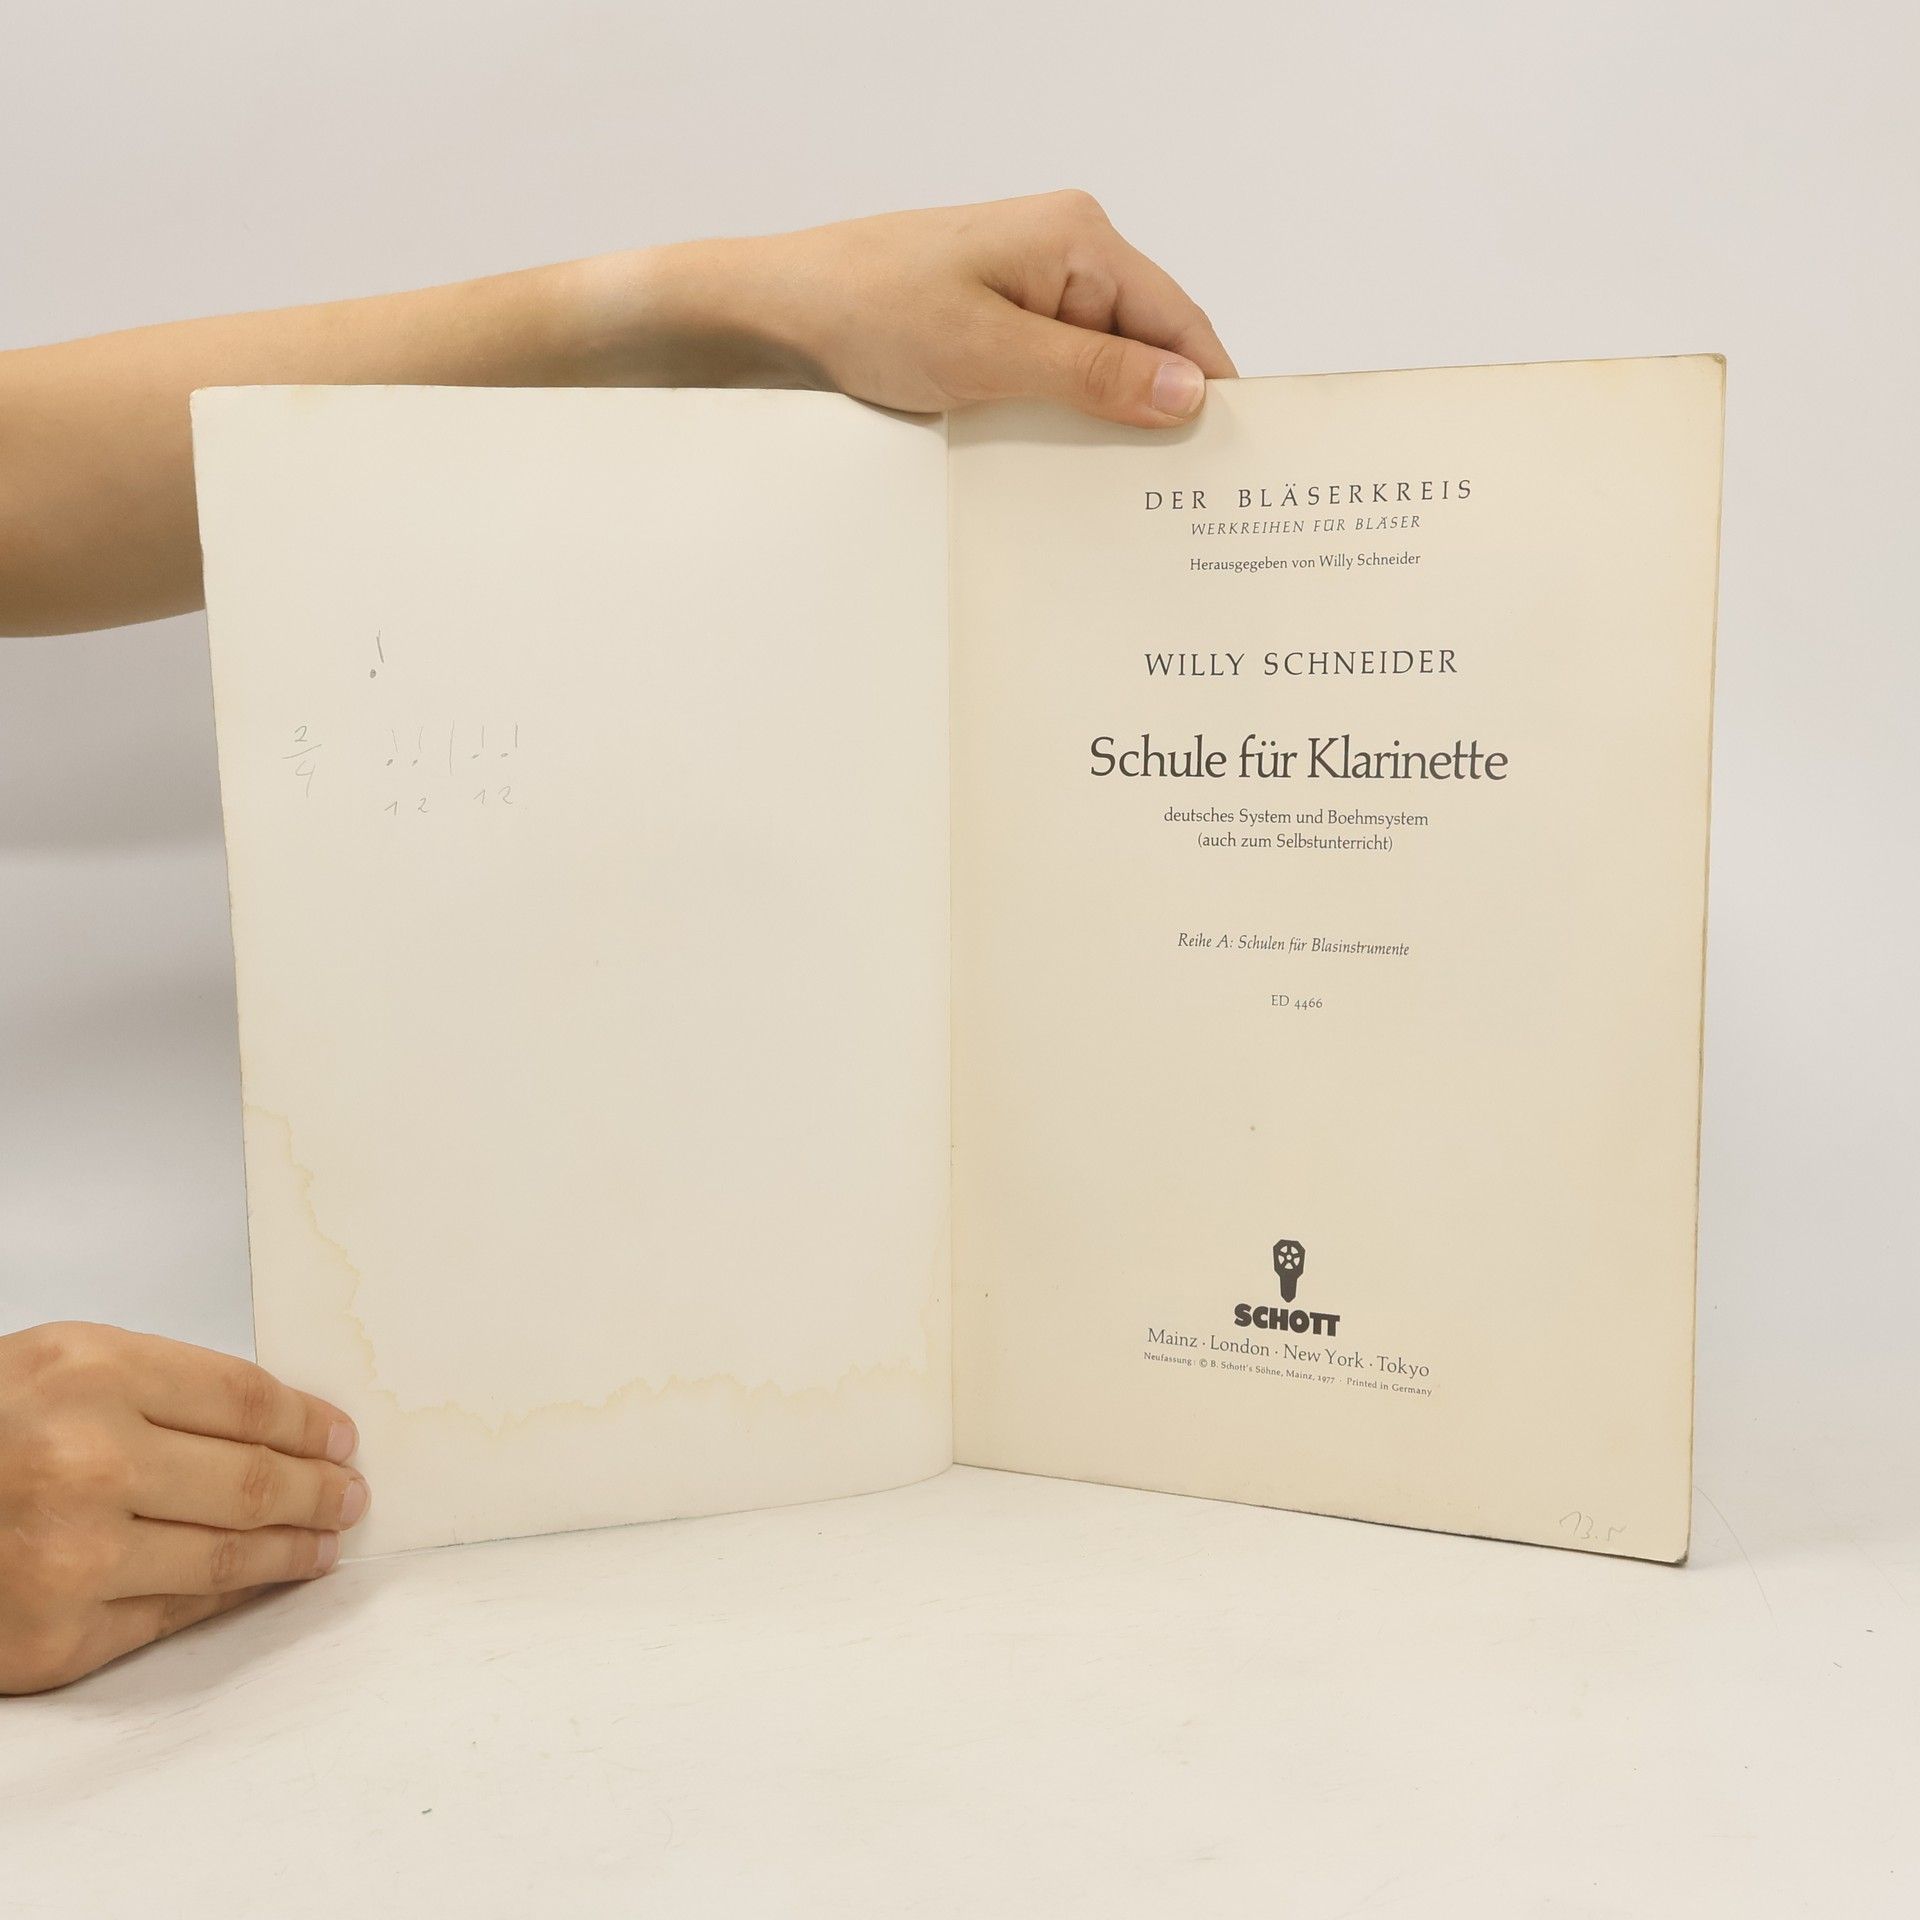 2
4
1 2 1 2
DER BLÄSERKREIS
WERKREIHEN FÜR BLÄSER
Herausgegeben von Willy Schneider
WILLY SCHNEIDER
Schule für Klarinette
deutsches System und Boehmsystem
(auch zum Selbstunterricht)
Reihe A: Schulen für Blasinstrumente
ED 4466
SCHOTT
Mainz · London · New York · Tokyo
Neufassung: © B. Schott's Söhne, Mainz, 1977 · Printed in Germany